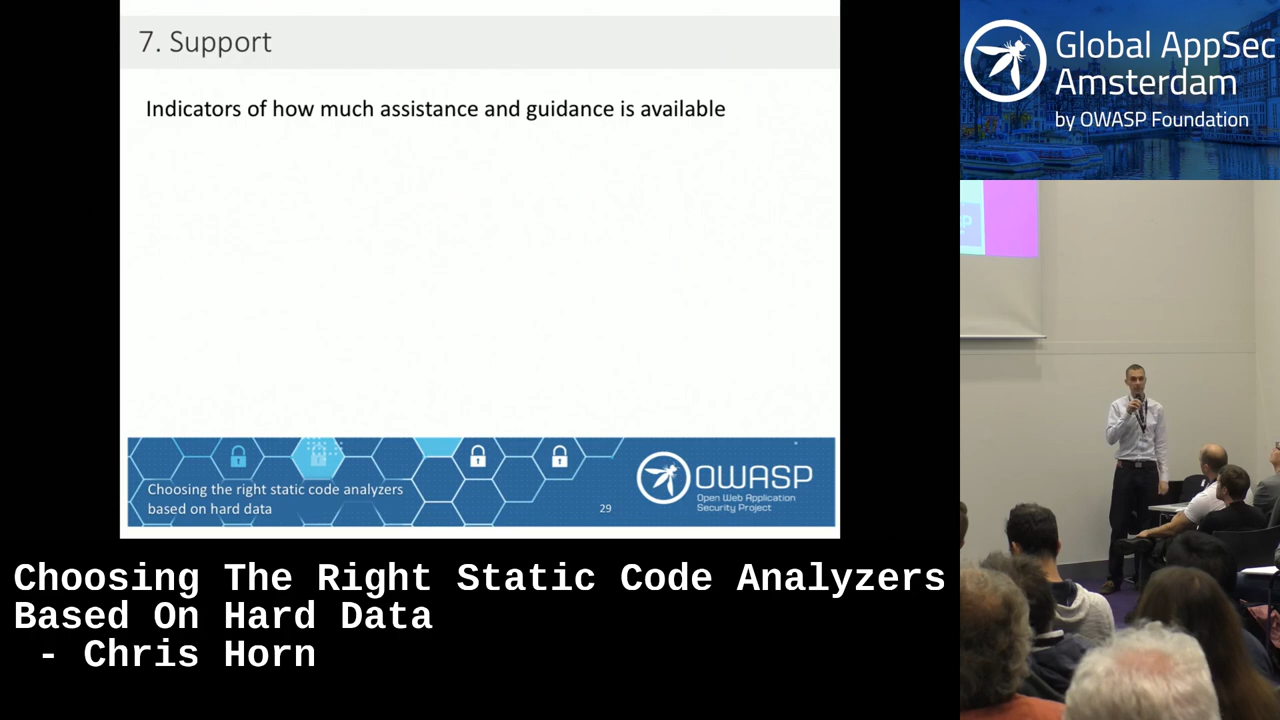 7. Support
Indicators of how much assistance and guidance is available
Choosing the right static code analyzers
based on hard data
29
OWASP
Open Web Application
Security Project
Global AppSec
Amsterdam
by OWASP Foundation
Choosing The Right Static Code Analyzers
Based On Hard Data
- Chris Horn